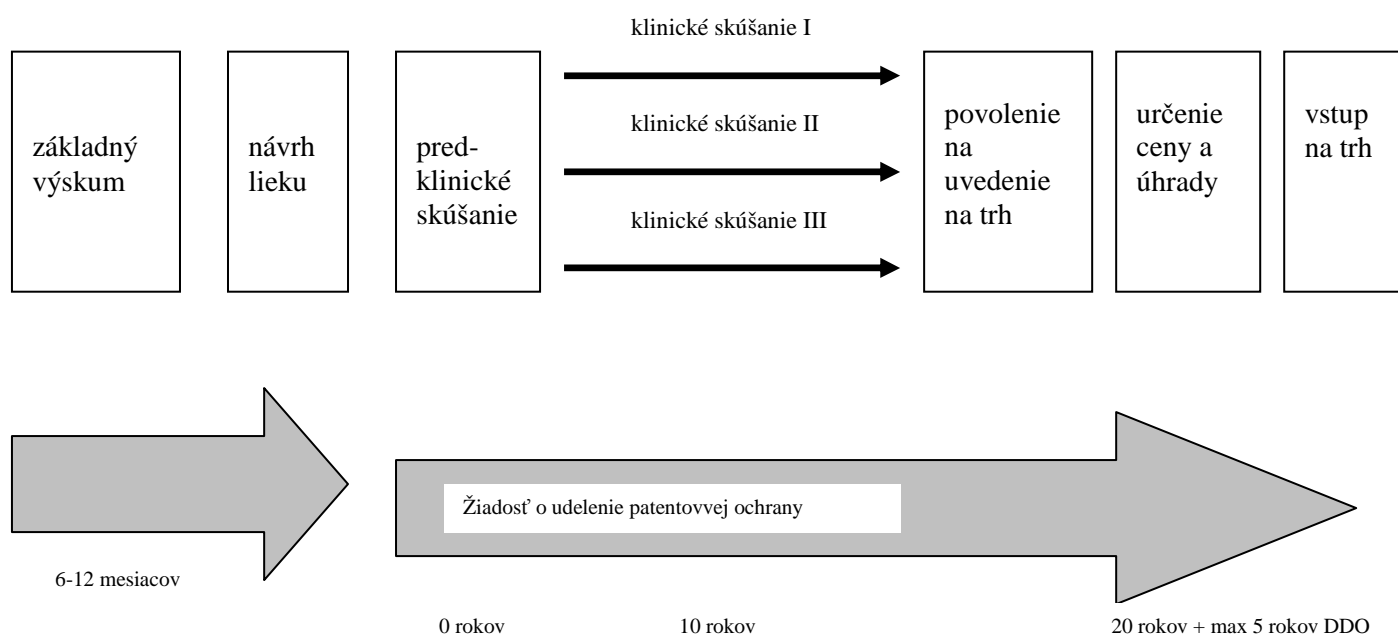 klinické skúšanie I
základný
výskum
návrh
lieku
pred-
klinické
skúšanie
klinické skúšanie II
klinické skúšanie III
povolenie
na
uvedenie
na trh
určenie
ceny a
úhrady
vstup
na trh
Žiadosť o udelenie patentovvej ochrany
6-12 mesiacov
0 rokov
10 rokov
20 rokov + max 5 rokov DDO